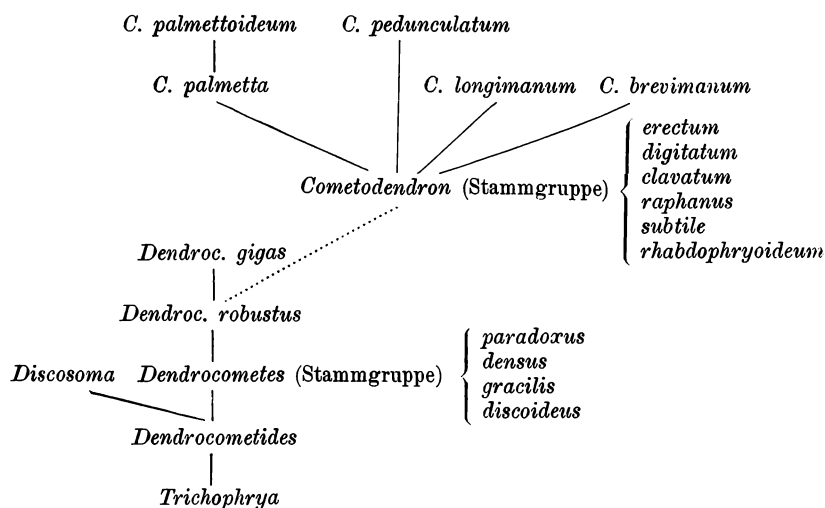 C. palmettoideum C. pedunculatum
C. palmetta C. longimanum C. brevimanum
erectum
digitatum
clavatum
Cometodendron (Stammgruppe)
raphanus
subtile
rhabdophryoideum
Dendroc. gigas
Dendroc. robustus
paradoxus
densus
Discosoma Dendrocometes (Stammgruppe)
gracilis
discoideus
Dendrocometides
Trichophrya